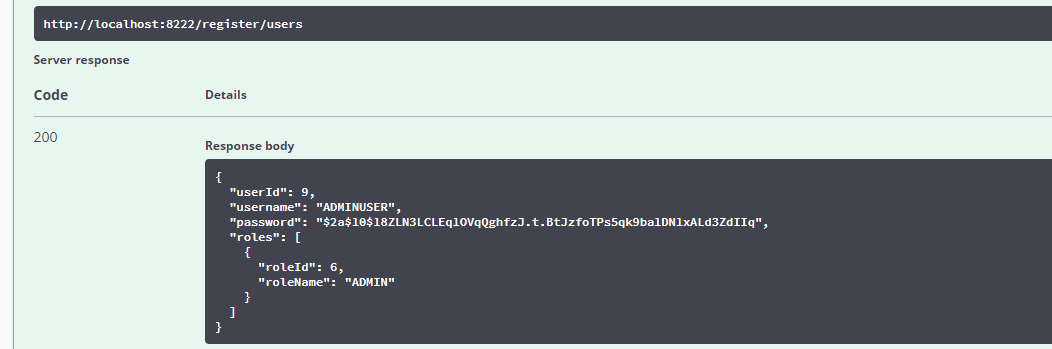 http://localhost:8222/register/users
Server response
Code Details
200
Response body
{
"userId": 9,
"username": "ADMINUSER",
"password": "$2a$10$l8ZLN3LCLEqlOVqQghfzJ.t.BtJzfoTPs5qk9balDNlxALd3ZdIIq",
"roles": [
{
"roleId": 6,
"roleName": "ADMIN"
}
]
}